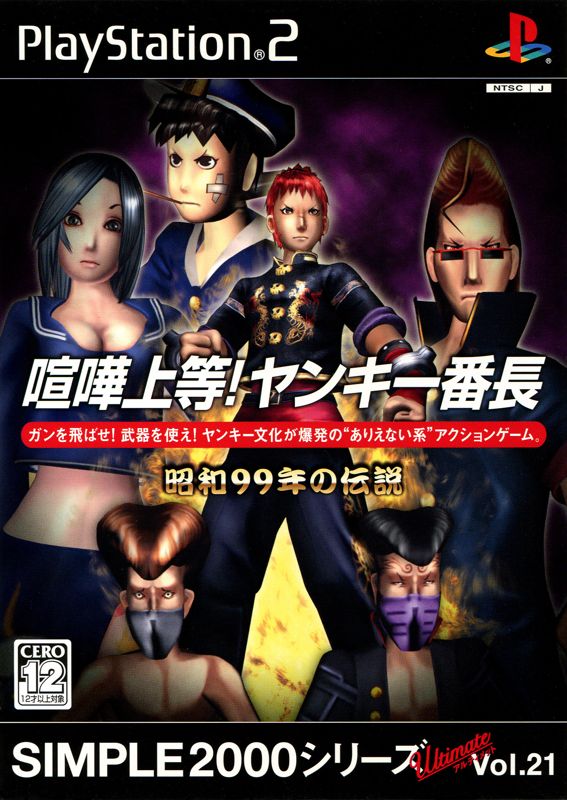 PlayStation®2
NTSC J
喧嘩上等!ヤンキー番長
ガンを飛ばせ!武器を使え!ヤンキー文化が爆発の“ありえない系”アクションゲーム。
昭和99年の伝説
CERO
12
12才以上対象
SIMPLE2000シリーズ Ultimate Vol.21
アルティメット